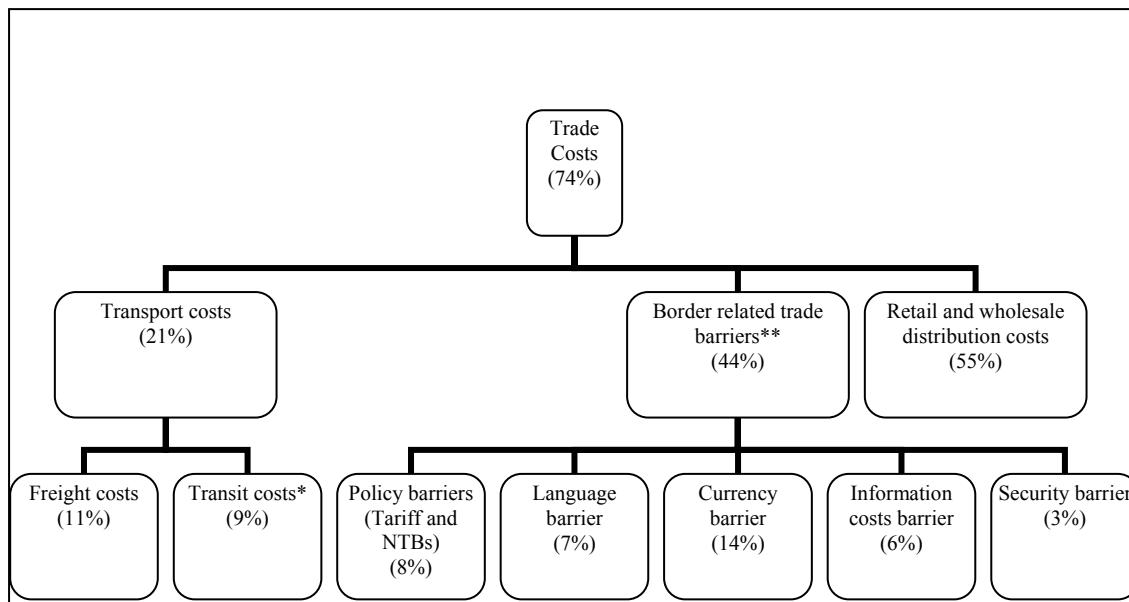 Trade
Costs
(74%)
Transport costs
(21%)
Border related trade
barriers**
(44%)
Retail and wholesale
distribution costs
(55%)
Freight costs
(11%)
Transit costs*
(9%)
Policy barriers
(Tariff and
NTBs)
(8%)
Language
barrier
(7%)
Currency
barrier
(14%)
Information
costs barrier
(6%)
Security barrier
(3%)